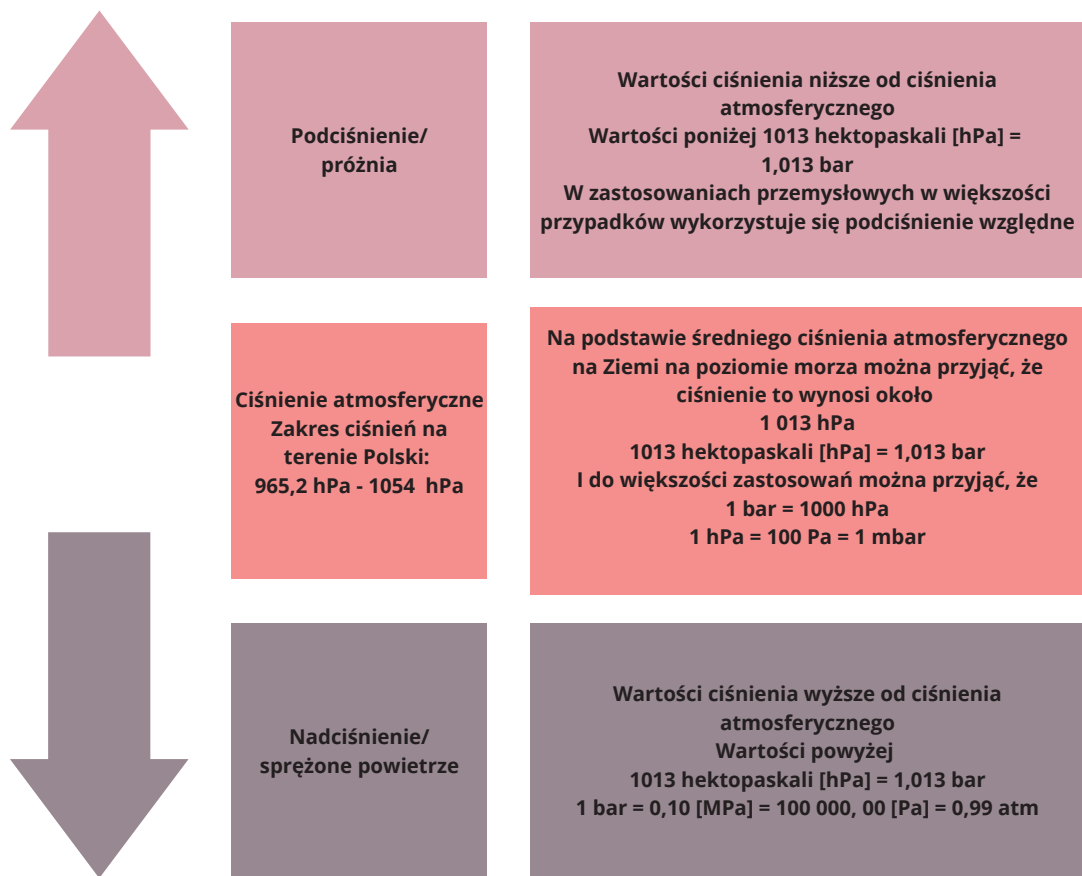 Podciśnienie/
próżnia
Wartości ciśnienia niższe od ciśnienia
atmosferycznego
Wartości poniżej 1013 hektopaskali [hPa] =
1,013 bar
W zastosowaniach przemysłowych w większości
przypadków wykorzystuje się podciśnienie względne
Ciśnienie atmosferyczne
Zakres ciśnień na
terenie Polski:
965,2 hPa - 1054 hPa
Na podstawie średniego ciśnienia atmosferycznego
na Ziemi na poziomie morza można przyjąć, że
ciśnienie to wynosi około
1 013 hPa
1013 hektopaskali [hPa] = 1,013 bar
I do większości zastosowań można przyjąć, że
1 bar = 1000 hPa
1 hPa = 100 Pa = 1 mbar
Nadciśnienie/
sprężone powietrze
Wartości ciśnienia wyższe od ciśnienia
atmosferycznego
Wartości powyżej
1013 hektopaskali [hPa] = 1,013 bar
1 bar = 0,10 [MPa] = 100 000, 00 [Pa] = 0,99 atm